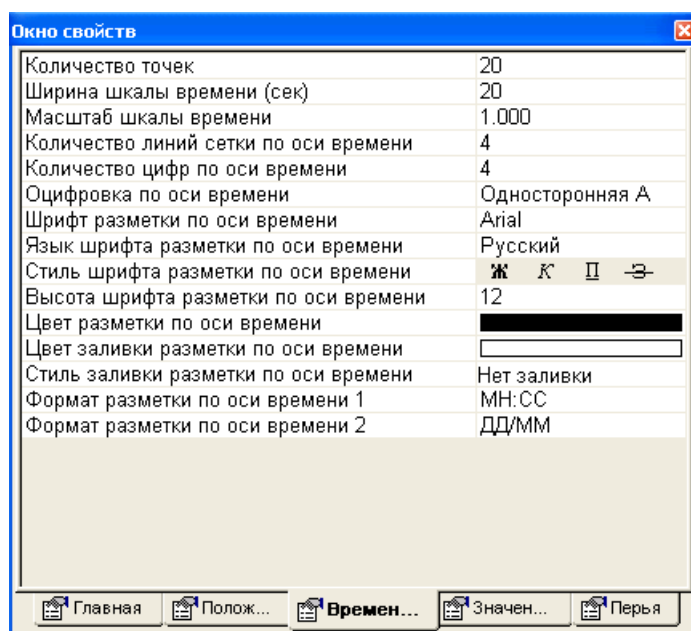 Окно свойств
Количество точек 20
Ширина шкалы времени (сек) 20
Масштаб шкалы времени 1.000
Количество линий сетки по оси времени 4
Количество цифр по оси времени 4
Оцифровка по оси времени Односторонняя А
Шрифт разметки по оси времени Arial
Язык шрифта разметки по оси времени Русский
Стиль шрифта разметки по оси времени Ж К П З
Высота шрифта разметки по оси времени 12
Цвет разметки по оси времени
Цвет заливки разметки по оси времени
Стиль заливки разметки по оси времени Нет заливки
Формат разметки по оси времени 1 МН:СС
Формат разметки по оси времени 2 ДД/ММ
Главная Полож... Времен... Значен... Перья